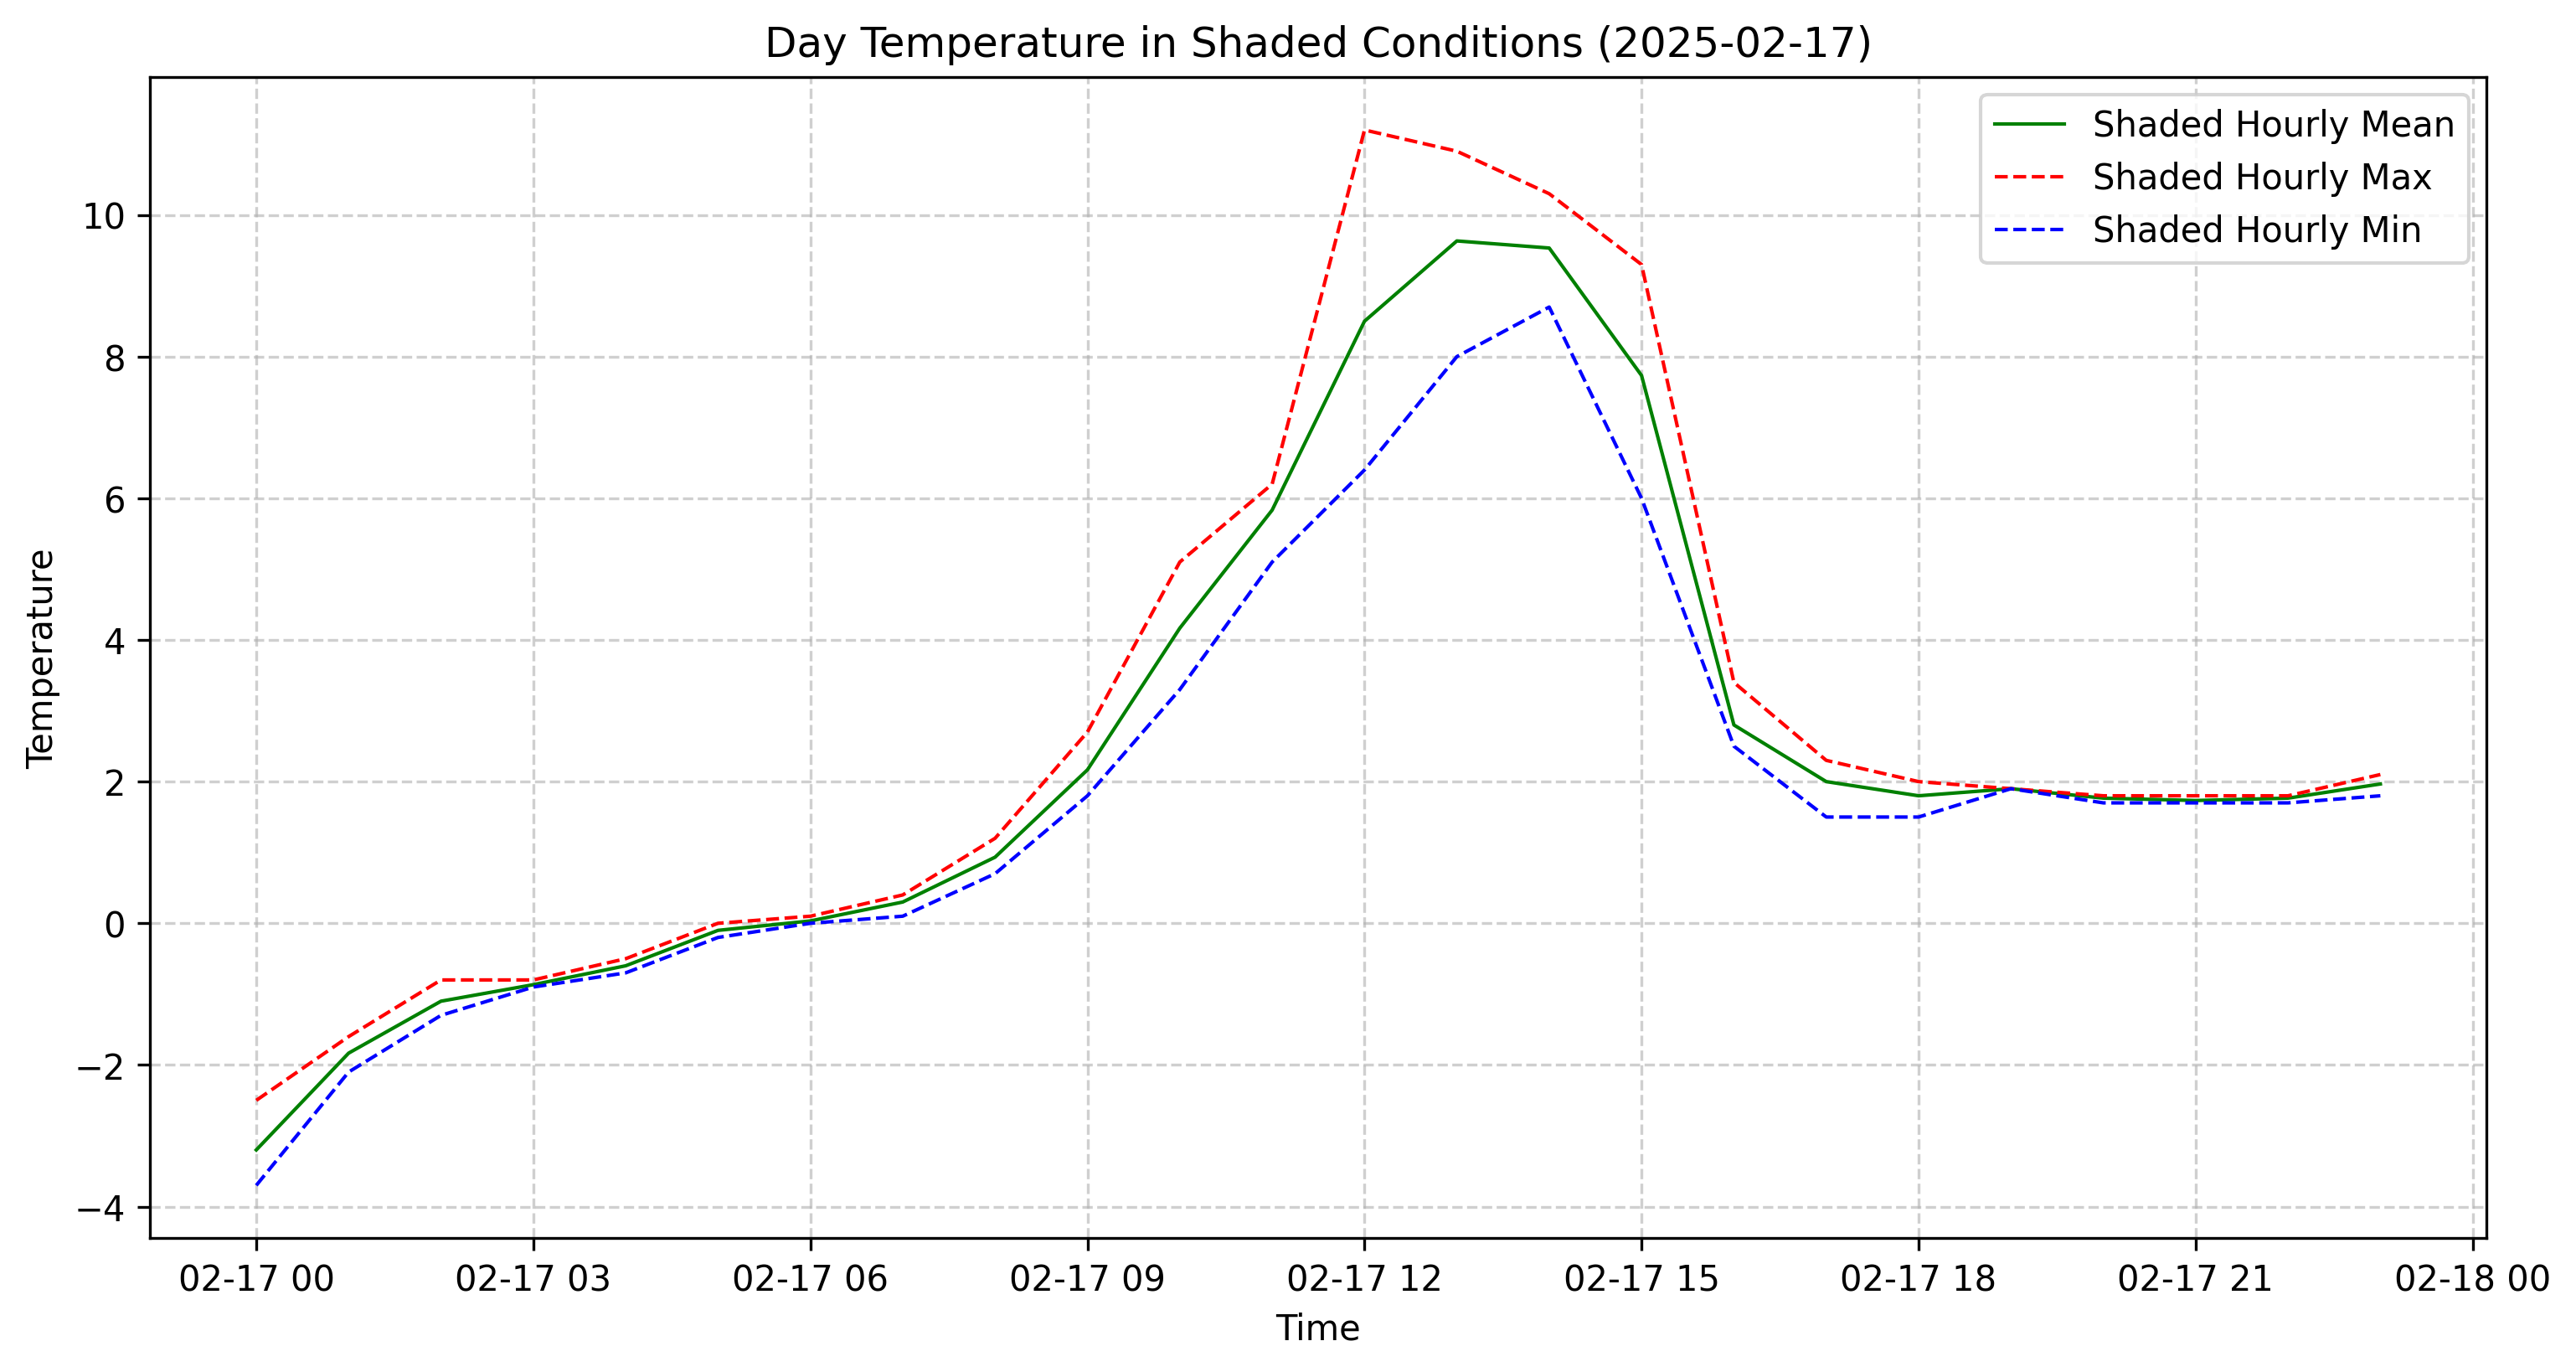 Day Temperature in Shaded Conditions (2025-02-17)
Shaded Hourly Mean
Shaded Hourly Max
Shaded Hourly Min
Temperature
10
8
6
4
2
0
−2
−4
02-17 00 02-17 03 02-17 06 02-17 09 02-17 12 02-17 15 02-17 18 02-17 21 02-18 00
Time